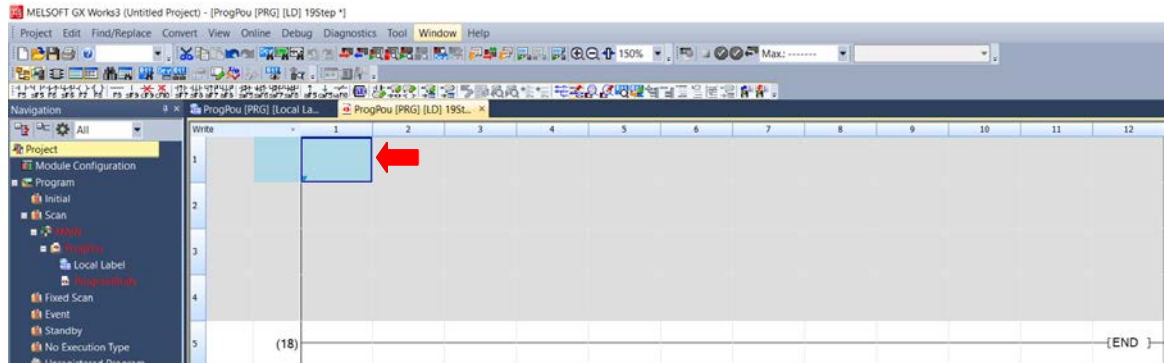 MELSOFT GX Works3 (Untitled Project) - [ProgPou [PRG] [LD] 19Step *]
Project Edit Find/Replace Convert View Online Debug Diagnostics Tool Window Help
150% Max.: -------
Navigation ProgPou [PRG] [Local La... ProgPou [PRG] [LD] 19St...
All Write 1 2 3 4 5 6 7 8 9 10 11 12
Project
Module Configuration
1
Program
Initial
2
Scan
MAIN
ProgPou
3
Local Label
ProgramBody
Fixed Scan
4
Event
Standby
No Execution Type
5 (18) [END ]
Unregistered Program